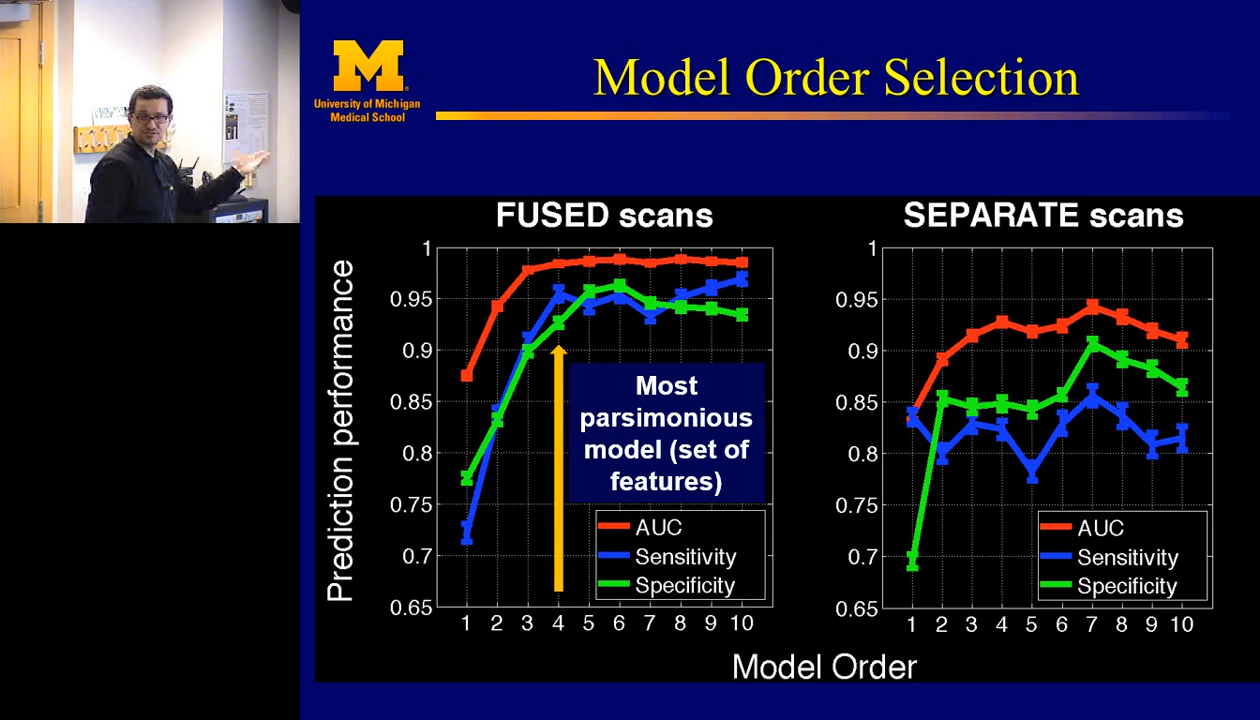 M
University of Michigan
Medical School
Model Order Selection
FUSED scans
SEPARATE scans
Prediction performance
1
0.95
0.9
0.85
0.8
0.75
0.7
0.65
1 2 3 4 5 6 7 8 9 10
Most
parsimonious
model (set of
features)
AUC
Sensitivity
Specificity
1
0.95
0.9
0.85
0.8
0.75
0.7
0.65
1 2 3 4 5 6 7 8 9 10
AUC
Sensitivity
Specificity
Model Order